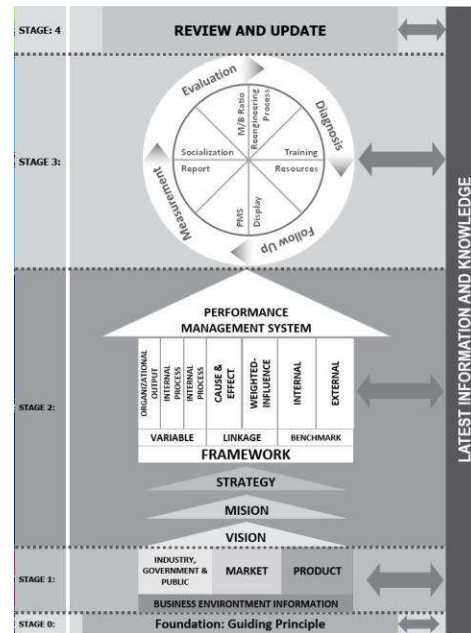 STAGE: 4
REVIEW AND UPDATE
STAGE 3:
Evaluation
Diagnosis
Follow Up
Measurement
M/B Ratio
Reengineering
Process
Socialization
Training
Report
Resources
PMS
Display
STAGE 2:
PERFORMANCE
MANAGEMENT SYSTEM
ORGANIZATIONAL
OUTPUT
INTERNAL
PROCESS
INTERNAL
PROCESS
CAUSE &
EFFECT
WEIGHTED-
INFLUENCE
INTERNAL
EXTERNAL
VARIABLE
LINKAGE
BENCHMARK
FRAMEWORK
STRATEGY
MISION
VISION
STAGE 1:
INDUSTRY,
GOVERNMENT &
PUBLIC
MARKET
PRODUCT
BUSINESS ENVIRONTMENT INFORMATION
STAGE 0:
Foundation: Guiding Principle
LATEST INFORMATION AND KNOWLEDGE